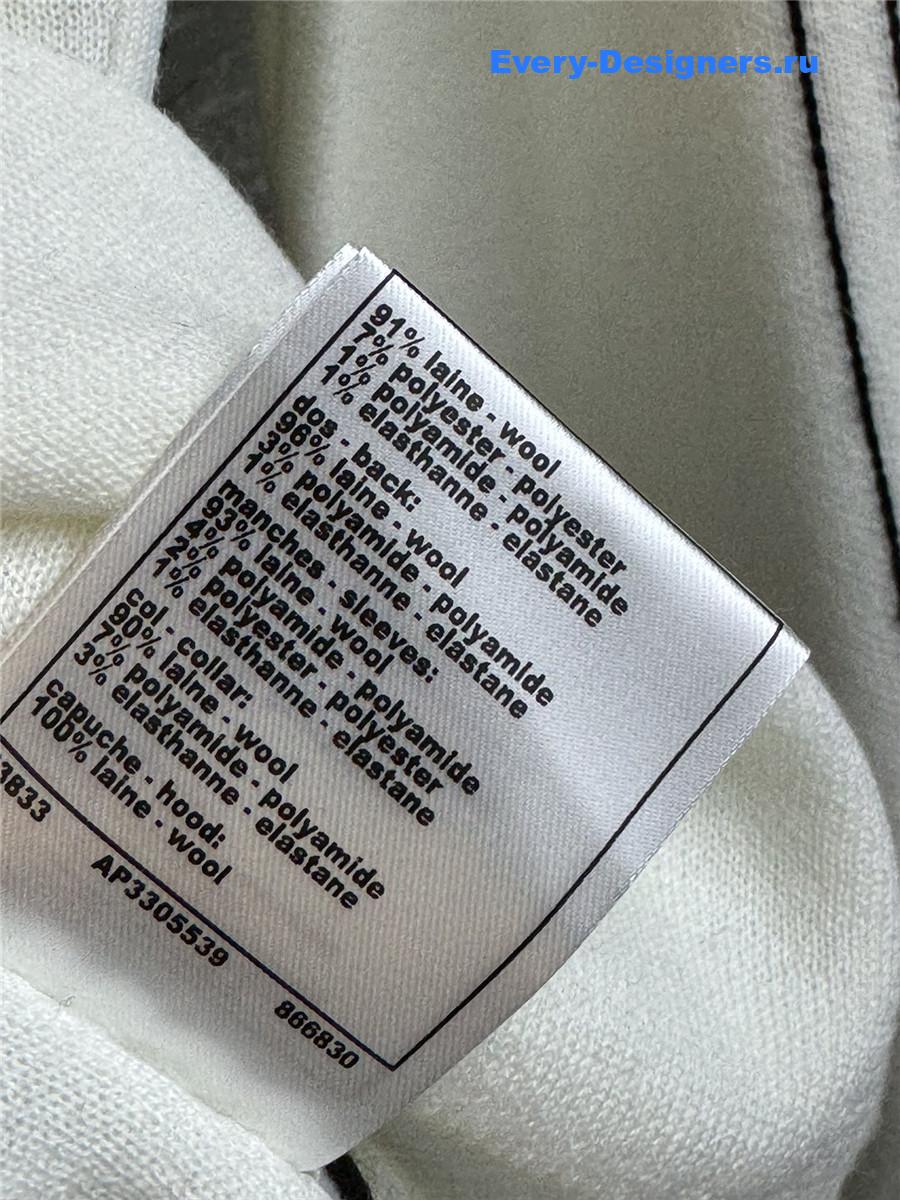 Every-Designers.ru
91% laine - wool
7% polyester - polyester
1% polyamide - polyamide
1% elasthanne - elastane
dos - back:
96% laine - wool
3% polyamide - polyamide
1% elasthanne - elastane
manches - sleeves:
93% laine - wool
4% polyamide - polyamide
2% polyester - polyester
1% elasthanne - elastane
col - collar:
90% laine - wool
7% polyamide - polyamide
3% elasthanne - elastane
capuche - hood:
100% laine - wool
3833
AP3305539
866830